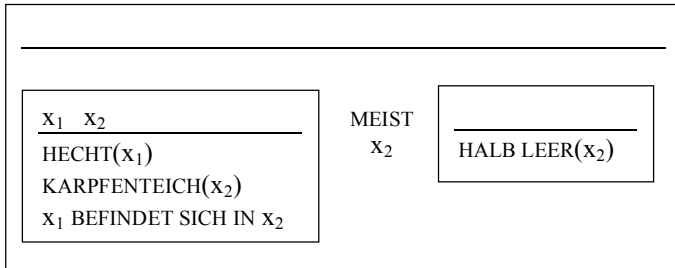 x₁ x₂
HECHT(x₁)
KARPFENTEICH(x₂)
x₁ BEFINDET SICH IN x₂
MEIST
x₂
HALB LEER(x₂)